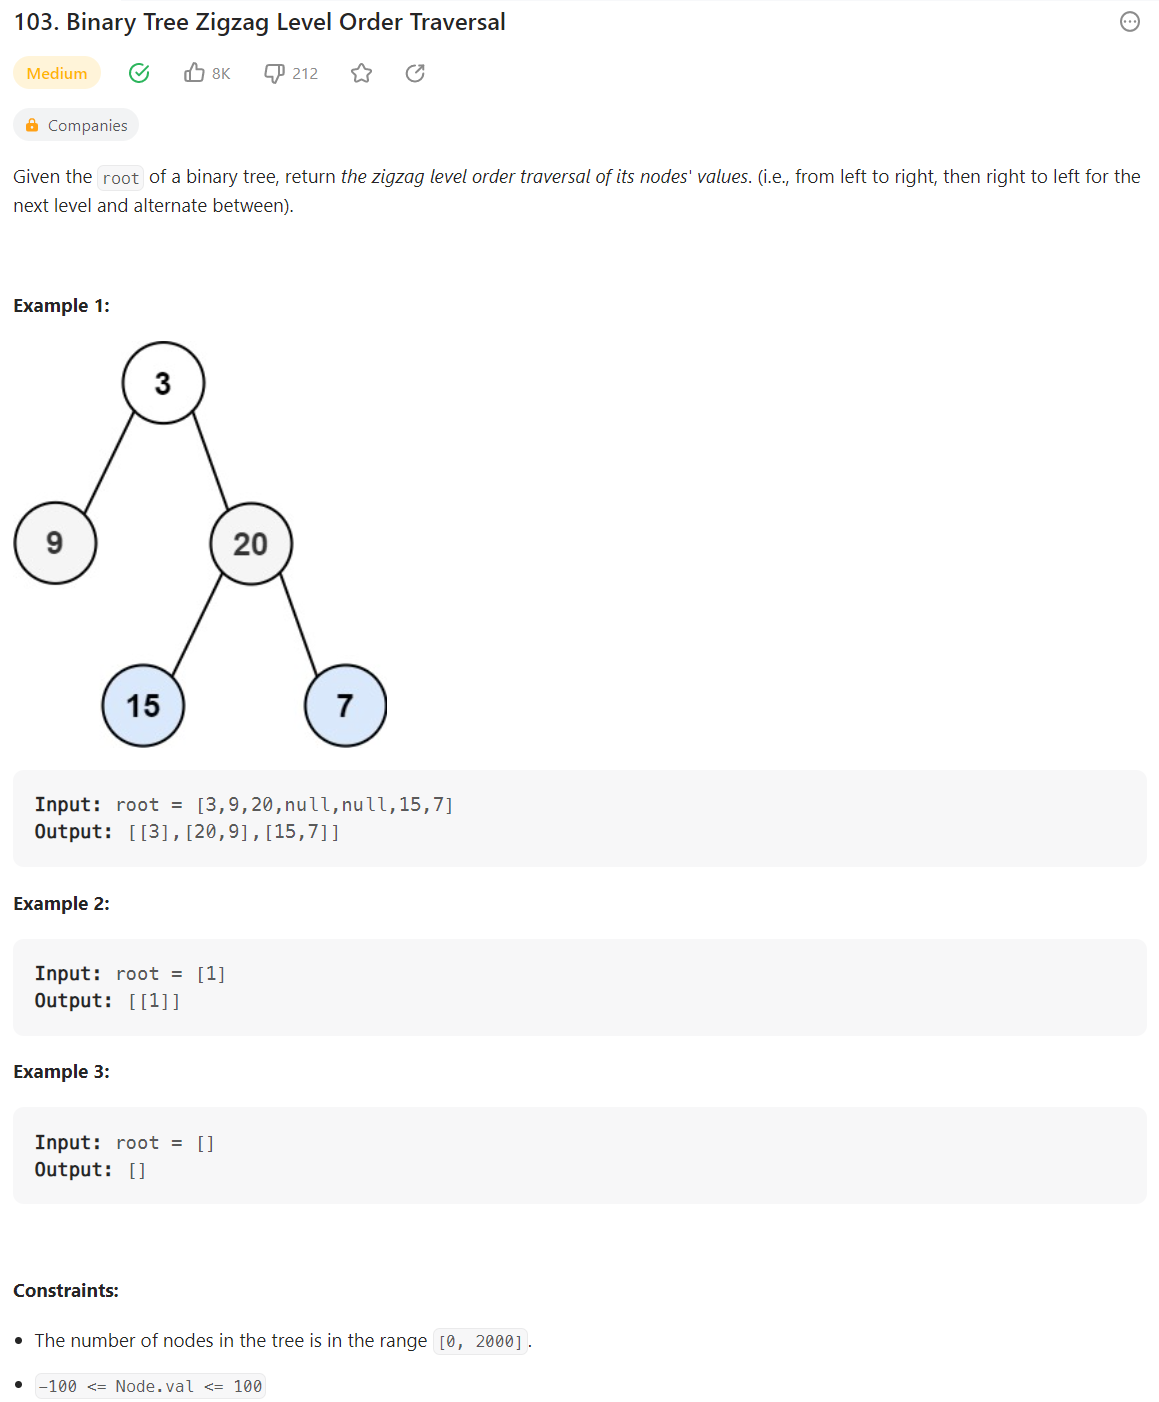 103. Binary Tree Zigzag Level Order Traversal
Medium 8K 212
Companies
Given the root of a binary tree, return the zigzag level order traversal of its nodes' values. (i.e., from left to right, then right to left for the
next level and alternate between).
Example 1:
3
9 20
15 7
Input: root = [3,9,20,null,null,15,7]
Output: [[3],[20,9],[15,7]]
Example 2:
Input: root = [1]
Output: [[1]]
Example 3:
Input: root = []
Output: []
Constraints:
• The number of nodes in the tree is in the range [0, 2000].
• -100 <= Node.val <= 100